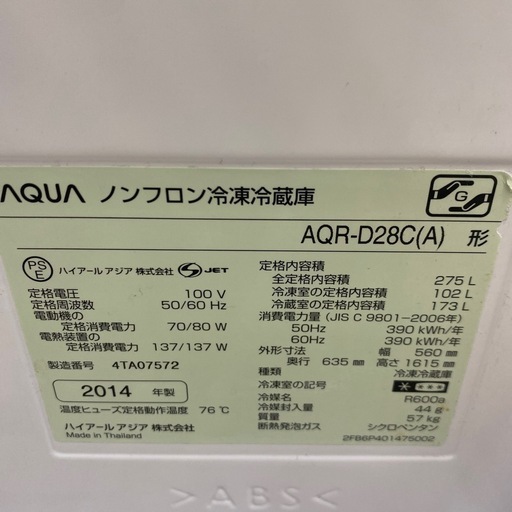 AQUA ノンフロン冷凍冷蔵庫
G
AQR-D28C(A) 形
PSE ハイアール アジア 株式会社 JET
定格電圧 100 V
定格周波数 50/60 Hz
電動機の
定格消費電力 70/80 W
電熱装置の
定格消費電力 137/137 W
製造番号 4TA07572
2014 年製
温度ヒューズ定格動作温度 76℃
ハイアール アジア 株式会社
Made in Thailand
定格内容積
全定格内容積 275 L
冷凍室の定格内容積 102 L
冷蔵室の定格内容積 173 L
消費電力量 (JIS C 9801-2006年)
50Hz 390 kWh/年
60Hz 390 kWh/年
外形寸法 幅 560 mm
奥行 635 mm 高さ 1615 mm
種類 冷凍冷蔵庫
冷凍室の記号
冷媒名 R600a
冷媒封入量 44 g
質量 57 kg
断熱発泡ガス シクロペンタン
2FB6P401475002
>ABS<